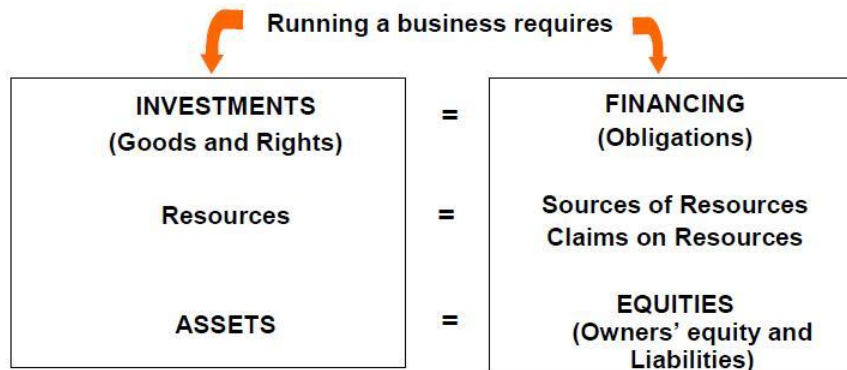 Running a business requires
INVESTMENTS
(Goods and Rights)
=
FINANCING
(Obligations)
Resources
=
Sources of Resources
Claims on Resources
ASSETS
=
EQUITIES
(Owners' equity and
Liabilities)